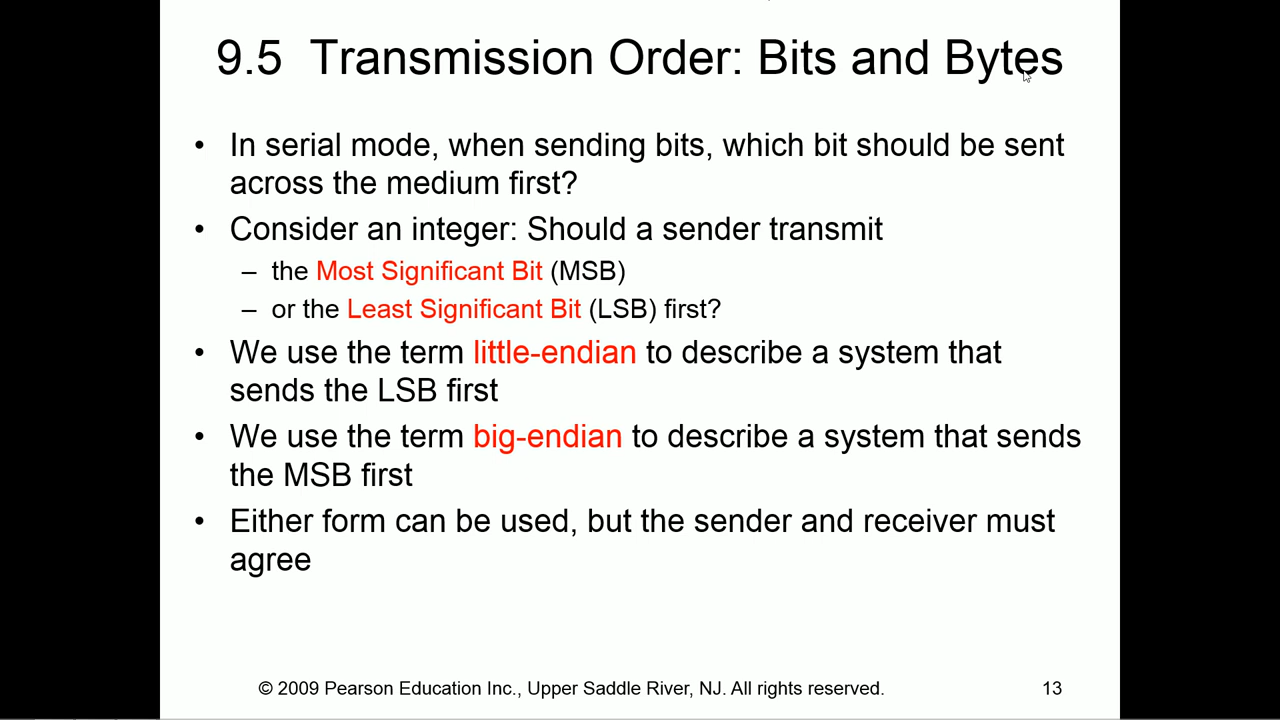 9.5 Transmission Order: Bits and Bytes
• In serial mode, when sending bits, which bit should be sent
across the medium first?
• Consider an integer: Should a sender transmit
– the Most Significant Bit (MSB)
– or the Least Significant Bit (LSB) first?
• We use the term little-endian to describe a system that
sends the LSB first
• We use the term big-endian to describe a system that sends
the MSB first
• Either form can be used, but the sender and receiver must
agree
© 2009 Pearson Education Inc., Upper Saddle River, NJ. All rights reserved. 13